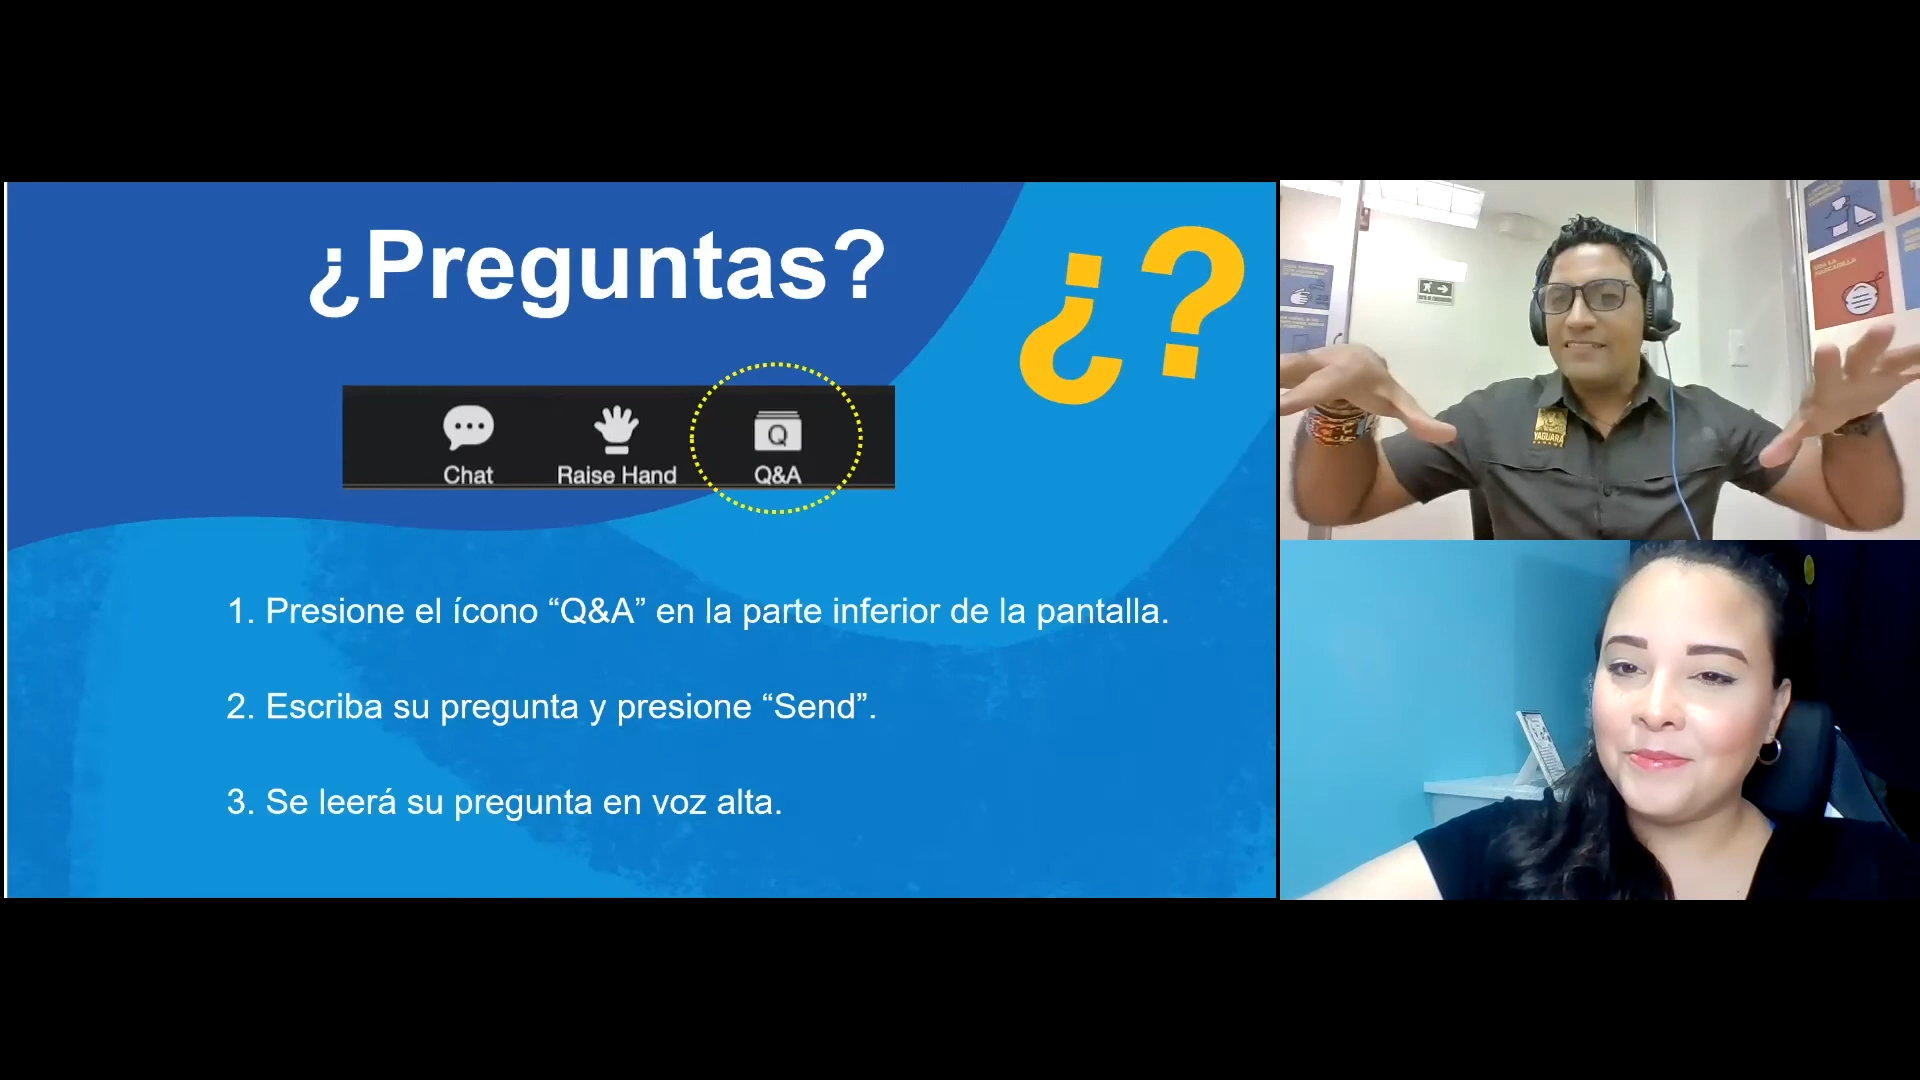 ¿Preguntas?
¿?
Chat
Raise Hand
Q
Q&A
1. Presione el ícono “Q&A” en la parte inferior de la pantalla.
2. Escriba su pregunta y presione “Send”.
3. Se leerá su pregunta en voz alta.
YAGUARA